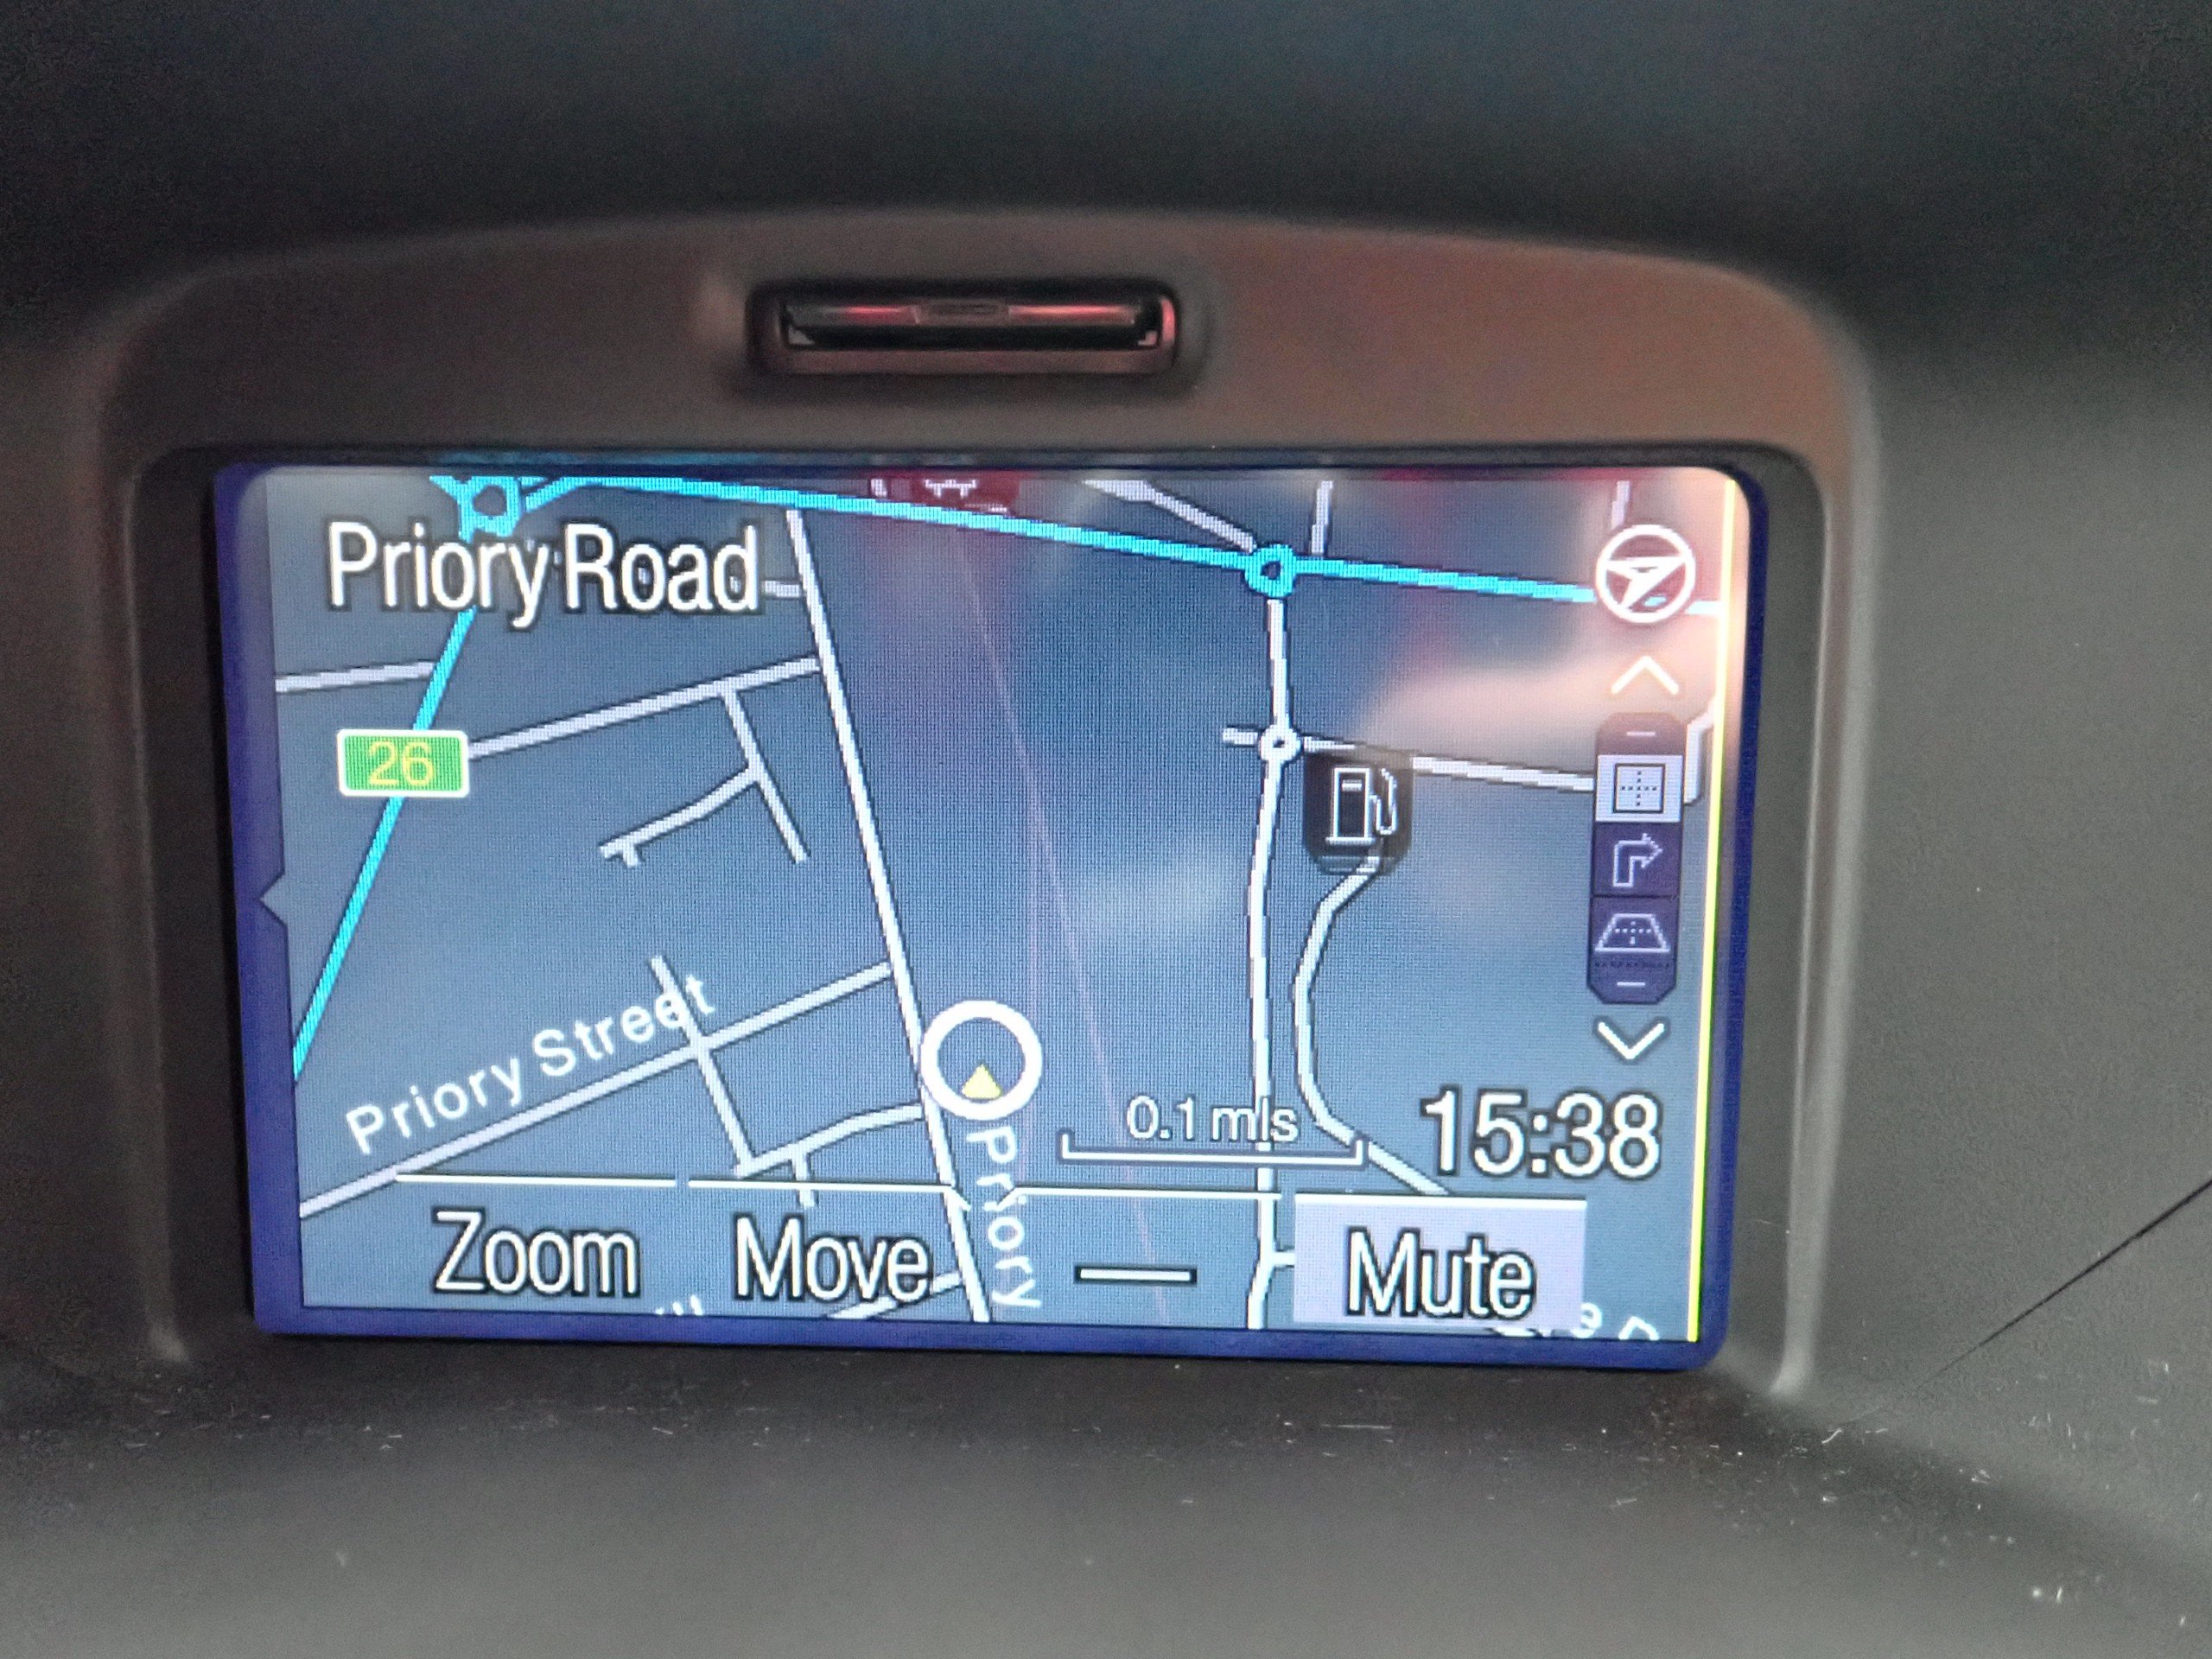 Priory Road
26
Priory Street
0.1 mls
15:38
Priory
Zoom
Move
Mute